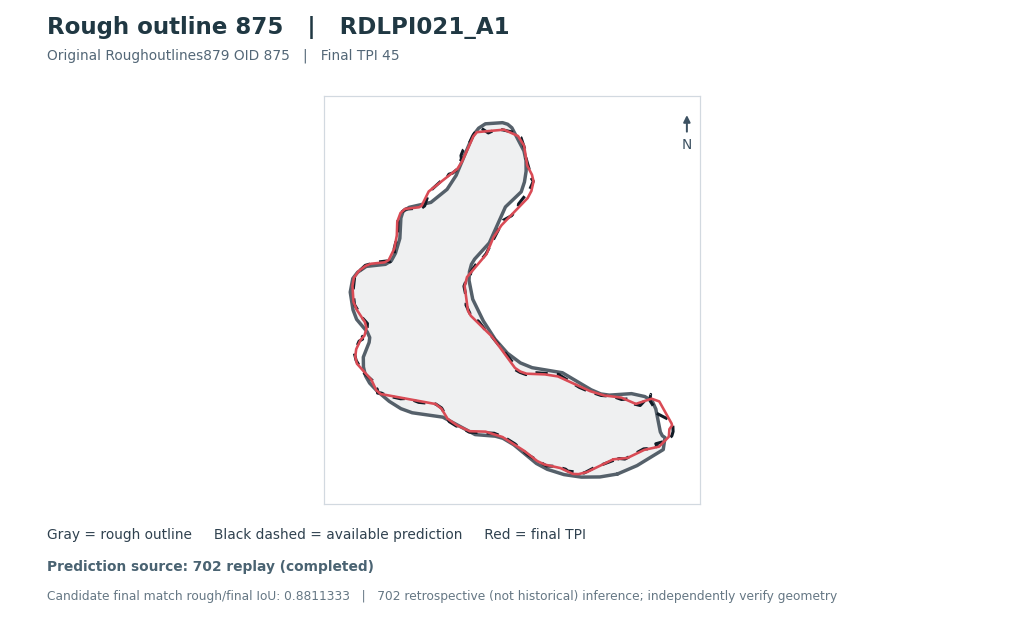 Rough outline 875   |   RDLPI021_A1
Original Roughoutlines879 OID 875   |   Final TPI 45
N
Gray = rough outline     Black dashed = available prediction     Red = final TPI
Prediction source: 702 replay (completed)
Candidate final match rough/final IoU: 0.8811333   |   702 retrospective (not historical) inference; independently verify geometry